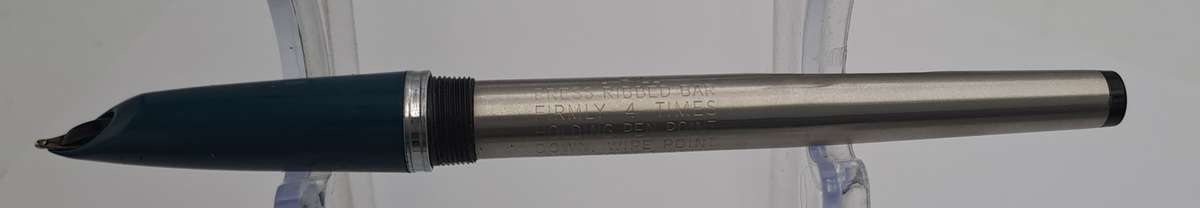 PRESS RIBBED BAR
FIRMLY 4 TIMES
HOLDING PEN POINT
DOWN. WIPE POINT